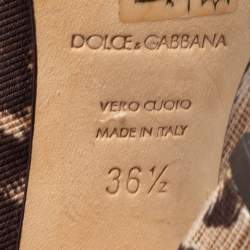 DOLCE & GABBANA
VERO CUOIO
MADE IN ITALY
36½